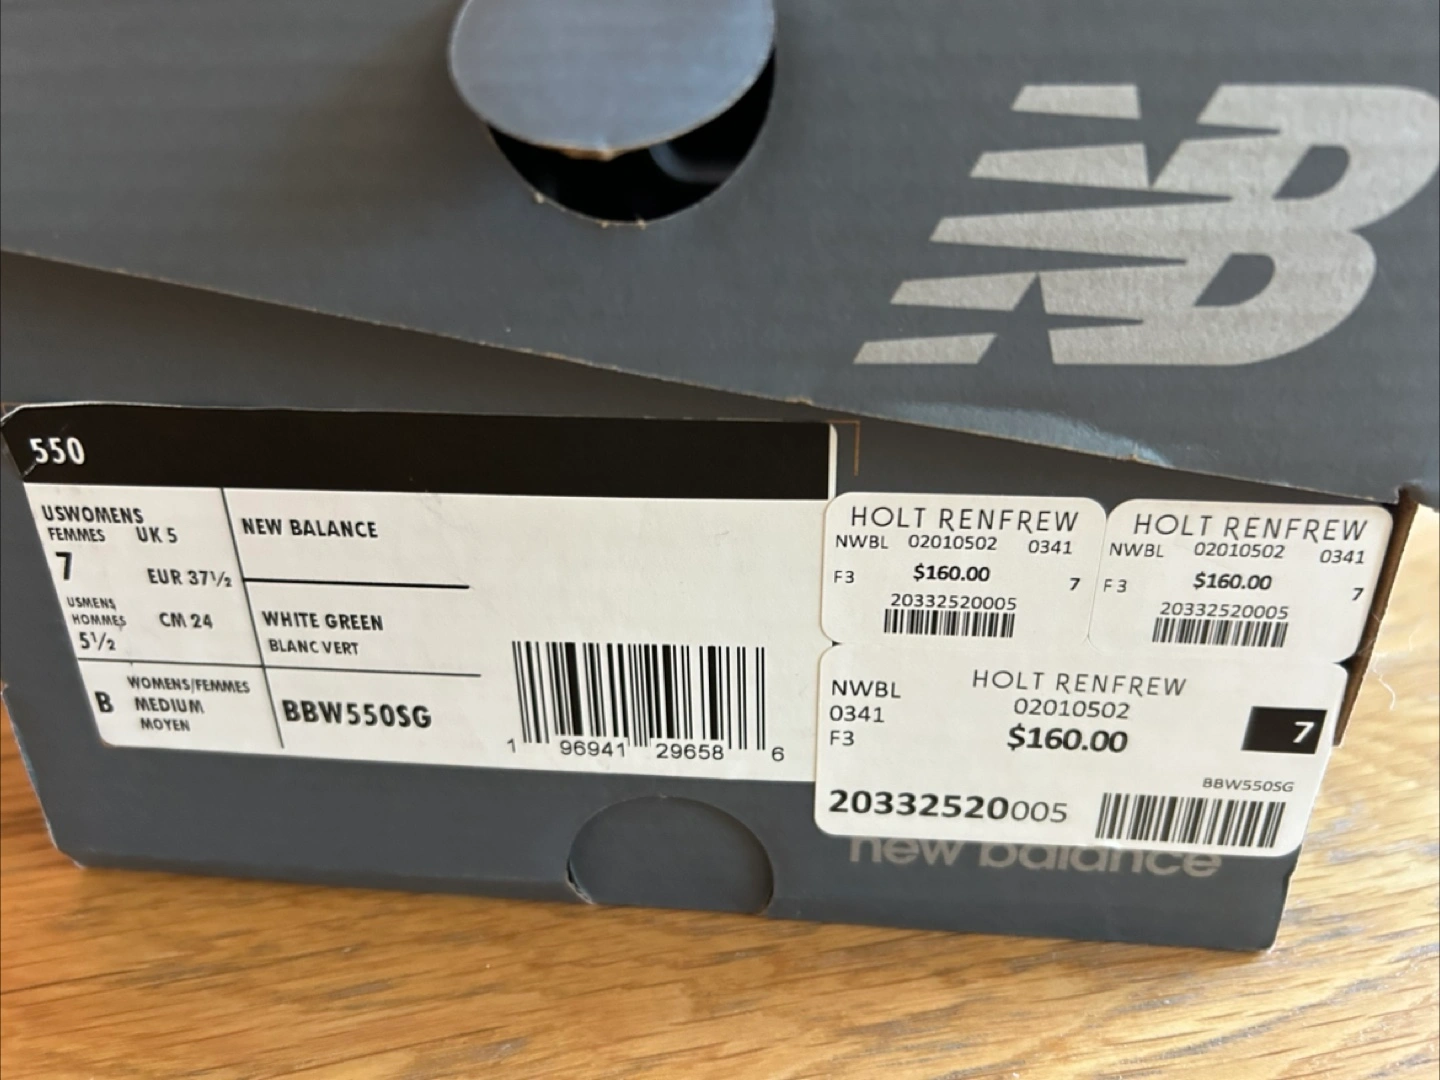 NB
550
USWOMENS
FEMMES UK 5
7 EUR 37½
USMENS
HOMMES CM 24
5½
B WOMENS/FEMMES
MEDIUM
MOYEN
NEW BALANCE
WHITE GREEN
BLANC VERT
BBW550SG
1 96941 29658 6
HOLT RENFREW
NWBL 02010502 0341
F3 $160.00 7
20332520005
HOLT RENFREW
NWBL 02010502 0341
F3 $160.00 7
20332520005
HOLT RENFREW
NWBL 02010502
0341 $160.00 7
F3
BBW550SG
20332520005
new balance